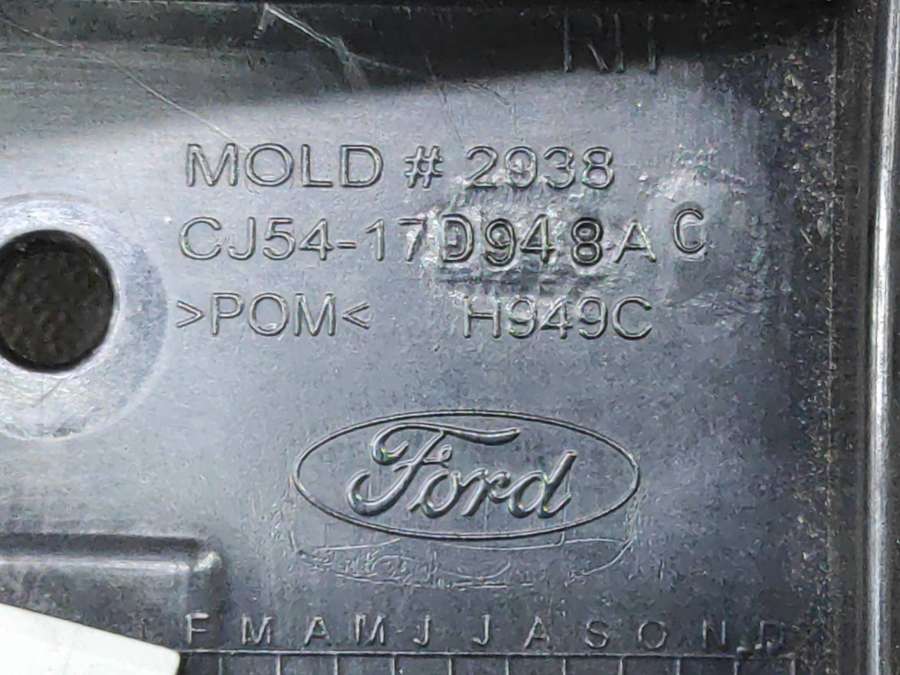 MOLD # 2938
CJ54-17D948AC
>POM< H949C
Ford
F M A M J J A S O N D